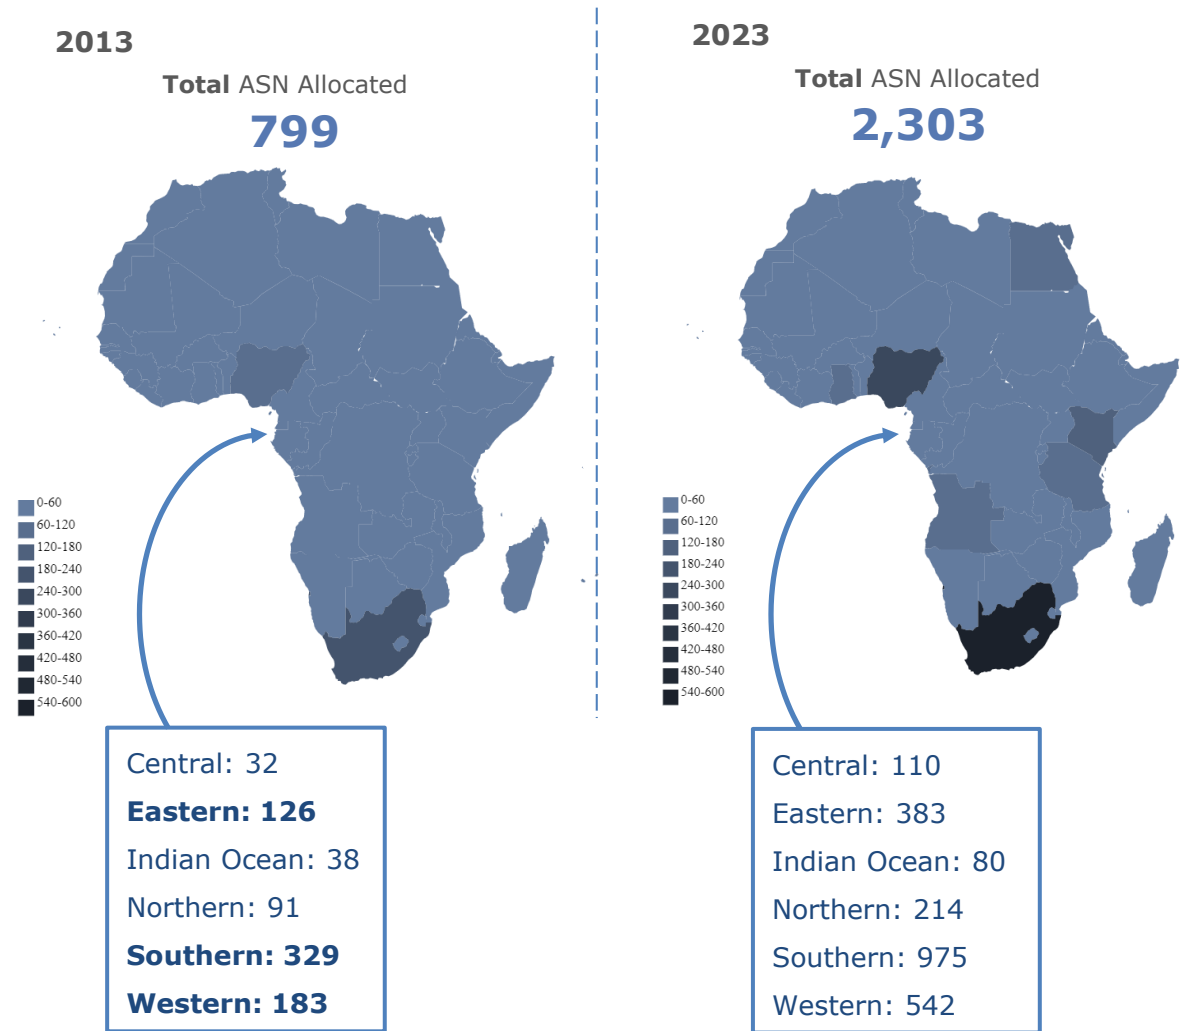 2013
Total ASN Allocated
799
0-60
60-120
120-180
180-240
240-300
300-360
360-420
420-480
480-540
540-600
Central: 32
Eastern: 126
Indian Ocean: 38
Northern: 91
Southern: 329
Western: 183
2023
Total ASN Allocated
2,303
0-60
60-120
120-180
180-240
240-300
300-360
360-420
420-480
480-540
540-600
Central: 110
Eastern: 383
Indian Ocean: 80
Northern: 214
Southern: 975
Western: 542